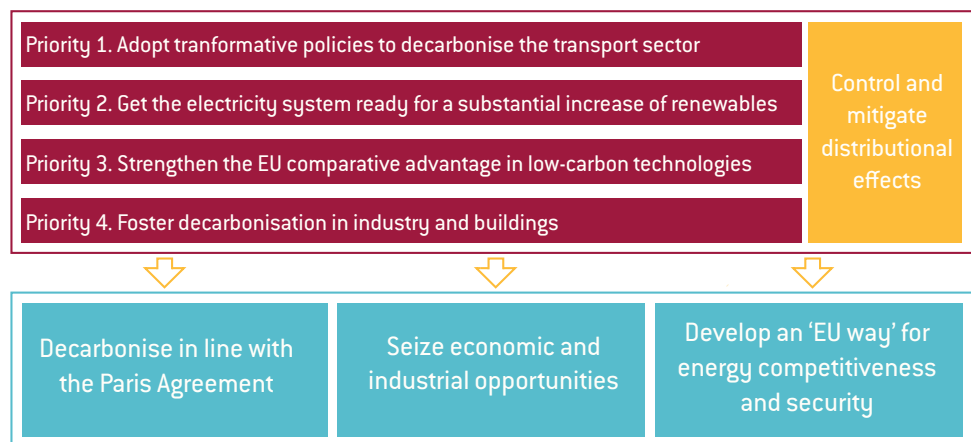 Priority 1. Adopt tranformative policies to decarbonise the transport sector
Priority 2. Get the electricity system ready for a substantial increase of renewables
Priority 3. Strengthen the EU comparative advantage in low-carbon technologies
Priority 4. Foster decarbonisation in industry and buildings
Control and
mitigate
distributional
effects
Decarbonise in line with
the Paris Agreement
Seize economic and
industrial opportunities
Develop an ‘EU way’ for
energy competitiveness
and security